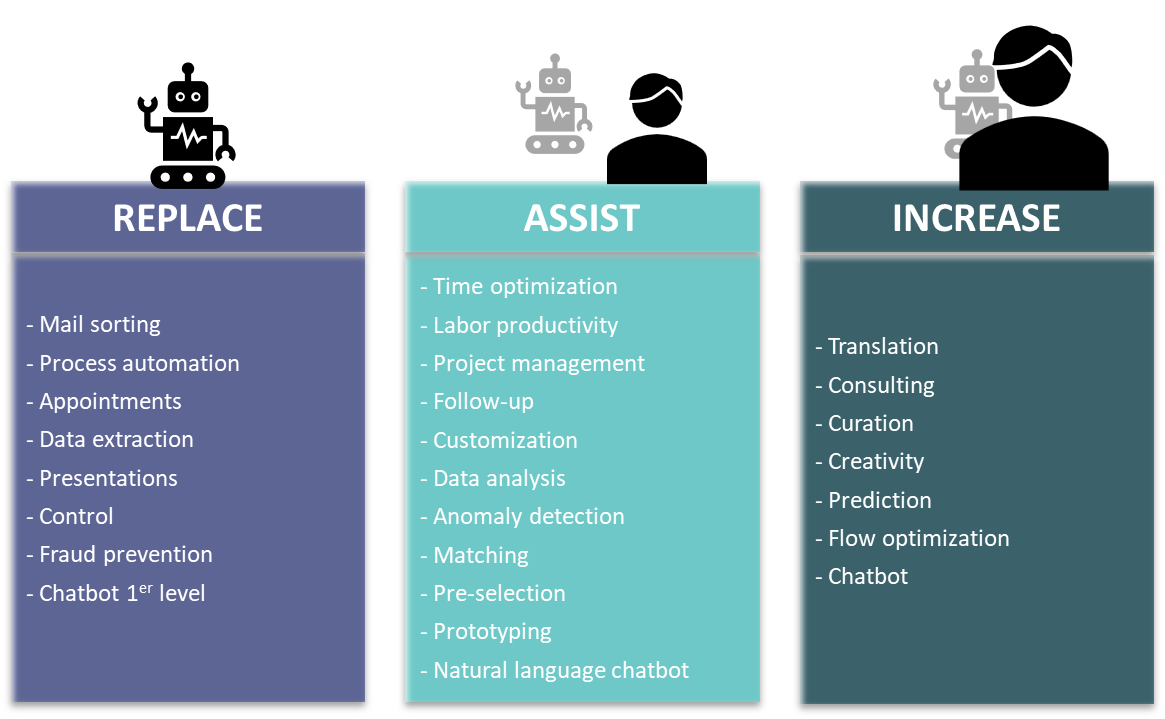 REPLACE
- Mail sorting
- Process automation
- Appointments
- Data extraction
- Presentations
- Control
- Fraud prevention
- Chatbot 1er level
ASSIST
- Time optimization
- Labor productivity
- Project management
- Follow-up
- Customization
- Data analysis
- Anomaly detection
- Matching
- Pre-selection
- Prototyping
- Natural language chatbot
INCREASE
- Translation
- Consulting
- Curation
- Creativity
- Prediction
- Flow optimization
- Chatbot